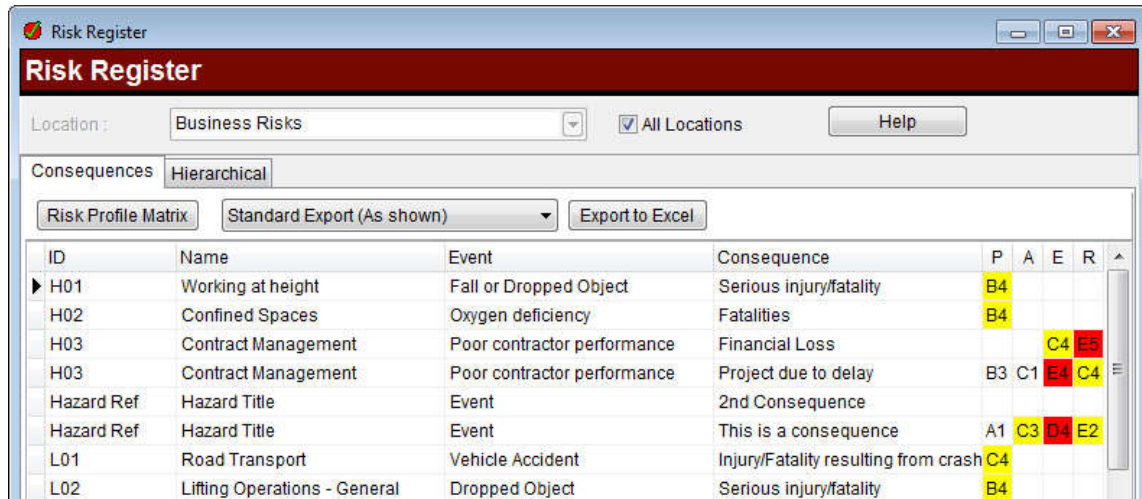 Risk Register
Risk Register
Location : Business Risks All Locations Help
Consequences Hierarchical
Risk Profile Matrix Standard Export (As shown) Export to Excel
ID Name Event Consequence P A E R
H01 Working at height Fall or Dropped Object Serious injury/fatality B4
H02 Confined Spaces Oxygen deficiency Fatalities B4
H03 Contract Management Poor contractor performance Financial Loss C4 E5
H03 Contract Management Poor contractor performance Project due to delay B3 C1 E4 C4
Hazard Ref Hazard Title Event 2nd Consequence
Hazard Ref Hazard Title Event This is a consequence A1 C3 D4 E2
L01 Road Transport Vehicle Accident Injury/Fatality resulting from crash C4
L02 Lifting Operations - General Dropped Object Serious injury/fatality B4